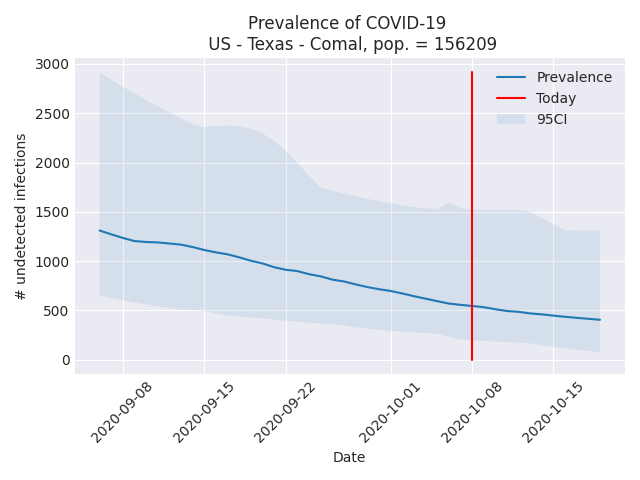 Prevalence of COVID-19
US - Texas - Comal, pop. = 156209
# undetected infections
3000
2500
2000
1500
1000
500
0
Prevalence
Today
95CI
2020-09-08
2020-09-15
2020-09-22
2020-10-01
2020-10-08
2020-10-15
Date